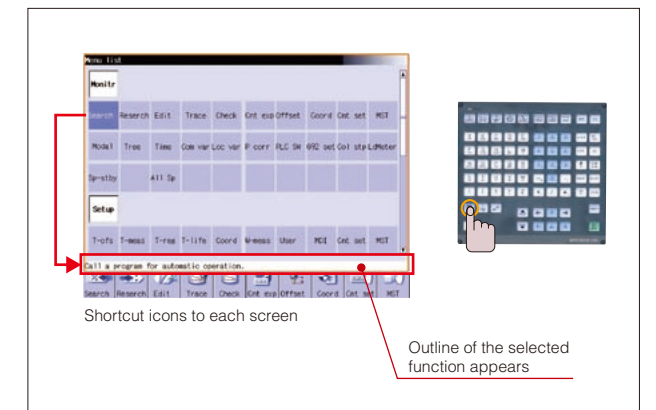 Menu list
Monitr
Search Reserch Edit Trace Check Cnt exp Offset Coord Cnt set MST
Modal Tree Time Com var Loc var P corr PLC SW G92 set Col stp LdMeter
Sp-stby All Sp
Setup
T-ofs T-meas T-reg T-life Coord W-meas User MDI Cnt set MST
Call a program for automatic operation.
Search Reserch Edit Trace Check Cnt exp Offset Coord Cnt set MST
Shortcut icons to each screen
Outline of the selected
function appears